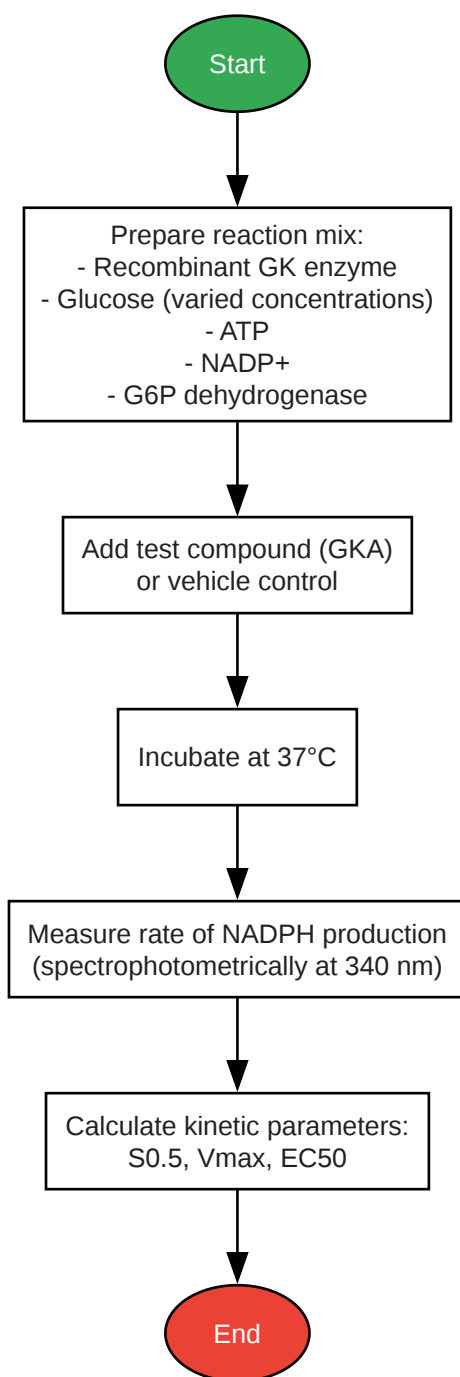 Start
Prepare reaction mix:
- Recombinant GK enzyme
- Glucose (varied concentrations)
- ATP
- NADP+
- G6P dehydrogenase
Add test compound (GKA)
or vehicle control
Incubate at 37°C
Measure rate of NADPH production
(spectrophotometrically at 340 nm)
Calculate kinetic parameters:
S0.5, Vmax, EC50
End